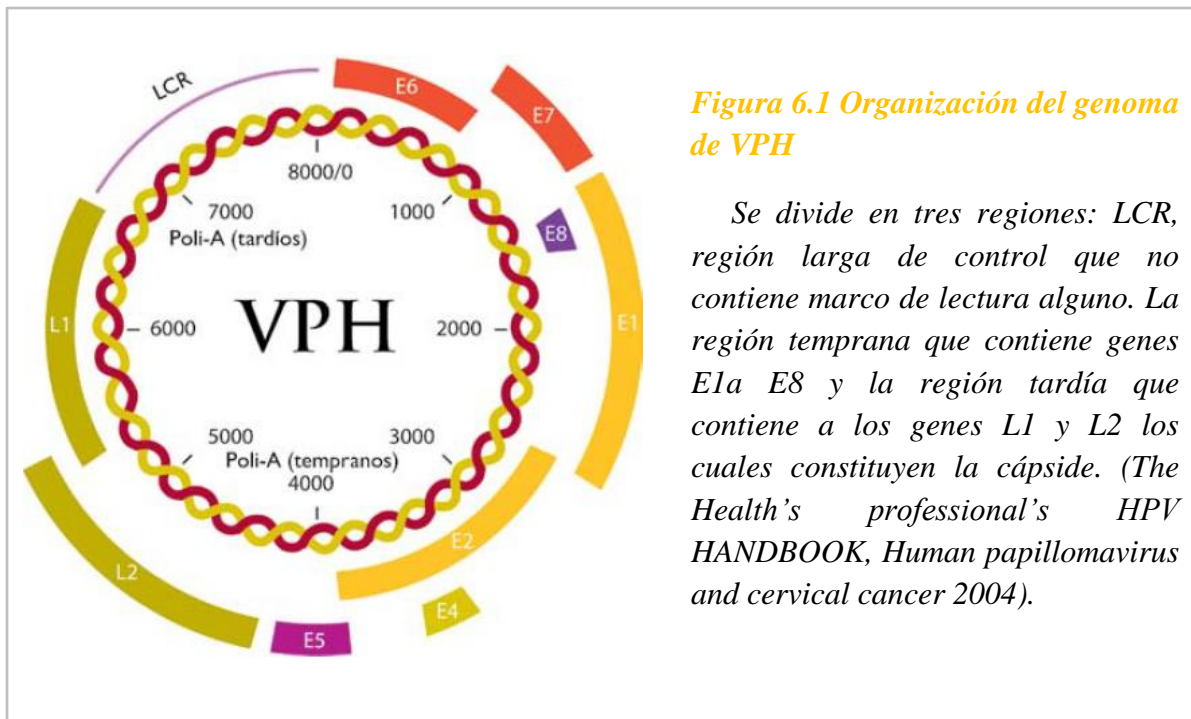 LCR
E6
E7
8000/0
7000
1000
Poli-A (tardíos)
E8
L1
6000
VPH
2000
E1
5000
3000
Poli-A (tempranos)
4000
E2
L2
E4
E5
Figura 6.1 Organización del genoma
de VPH
Se divide en tres regiones: LCR,
región larga de control que no
contiene marco de lectura alguno. La
región temprana que contiene genes
E1a E8 y la región tardía que
contiene a los genes L1 y L2 los
cuales constituyen la cápside. (The
Health’s professional’s HPV
HANDBOOK, Human papillomavirus
and cervical cancer 2004).